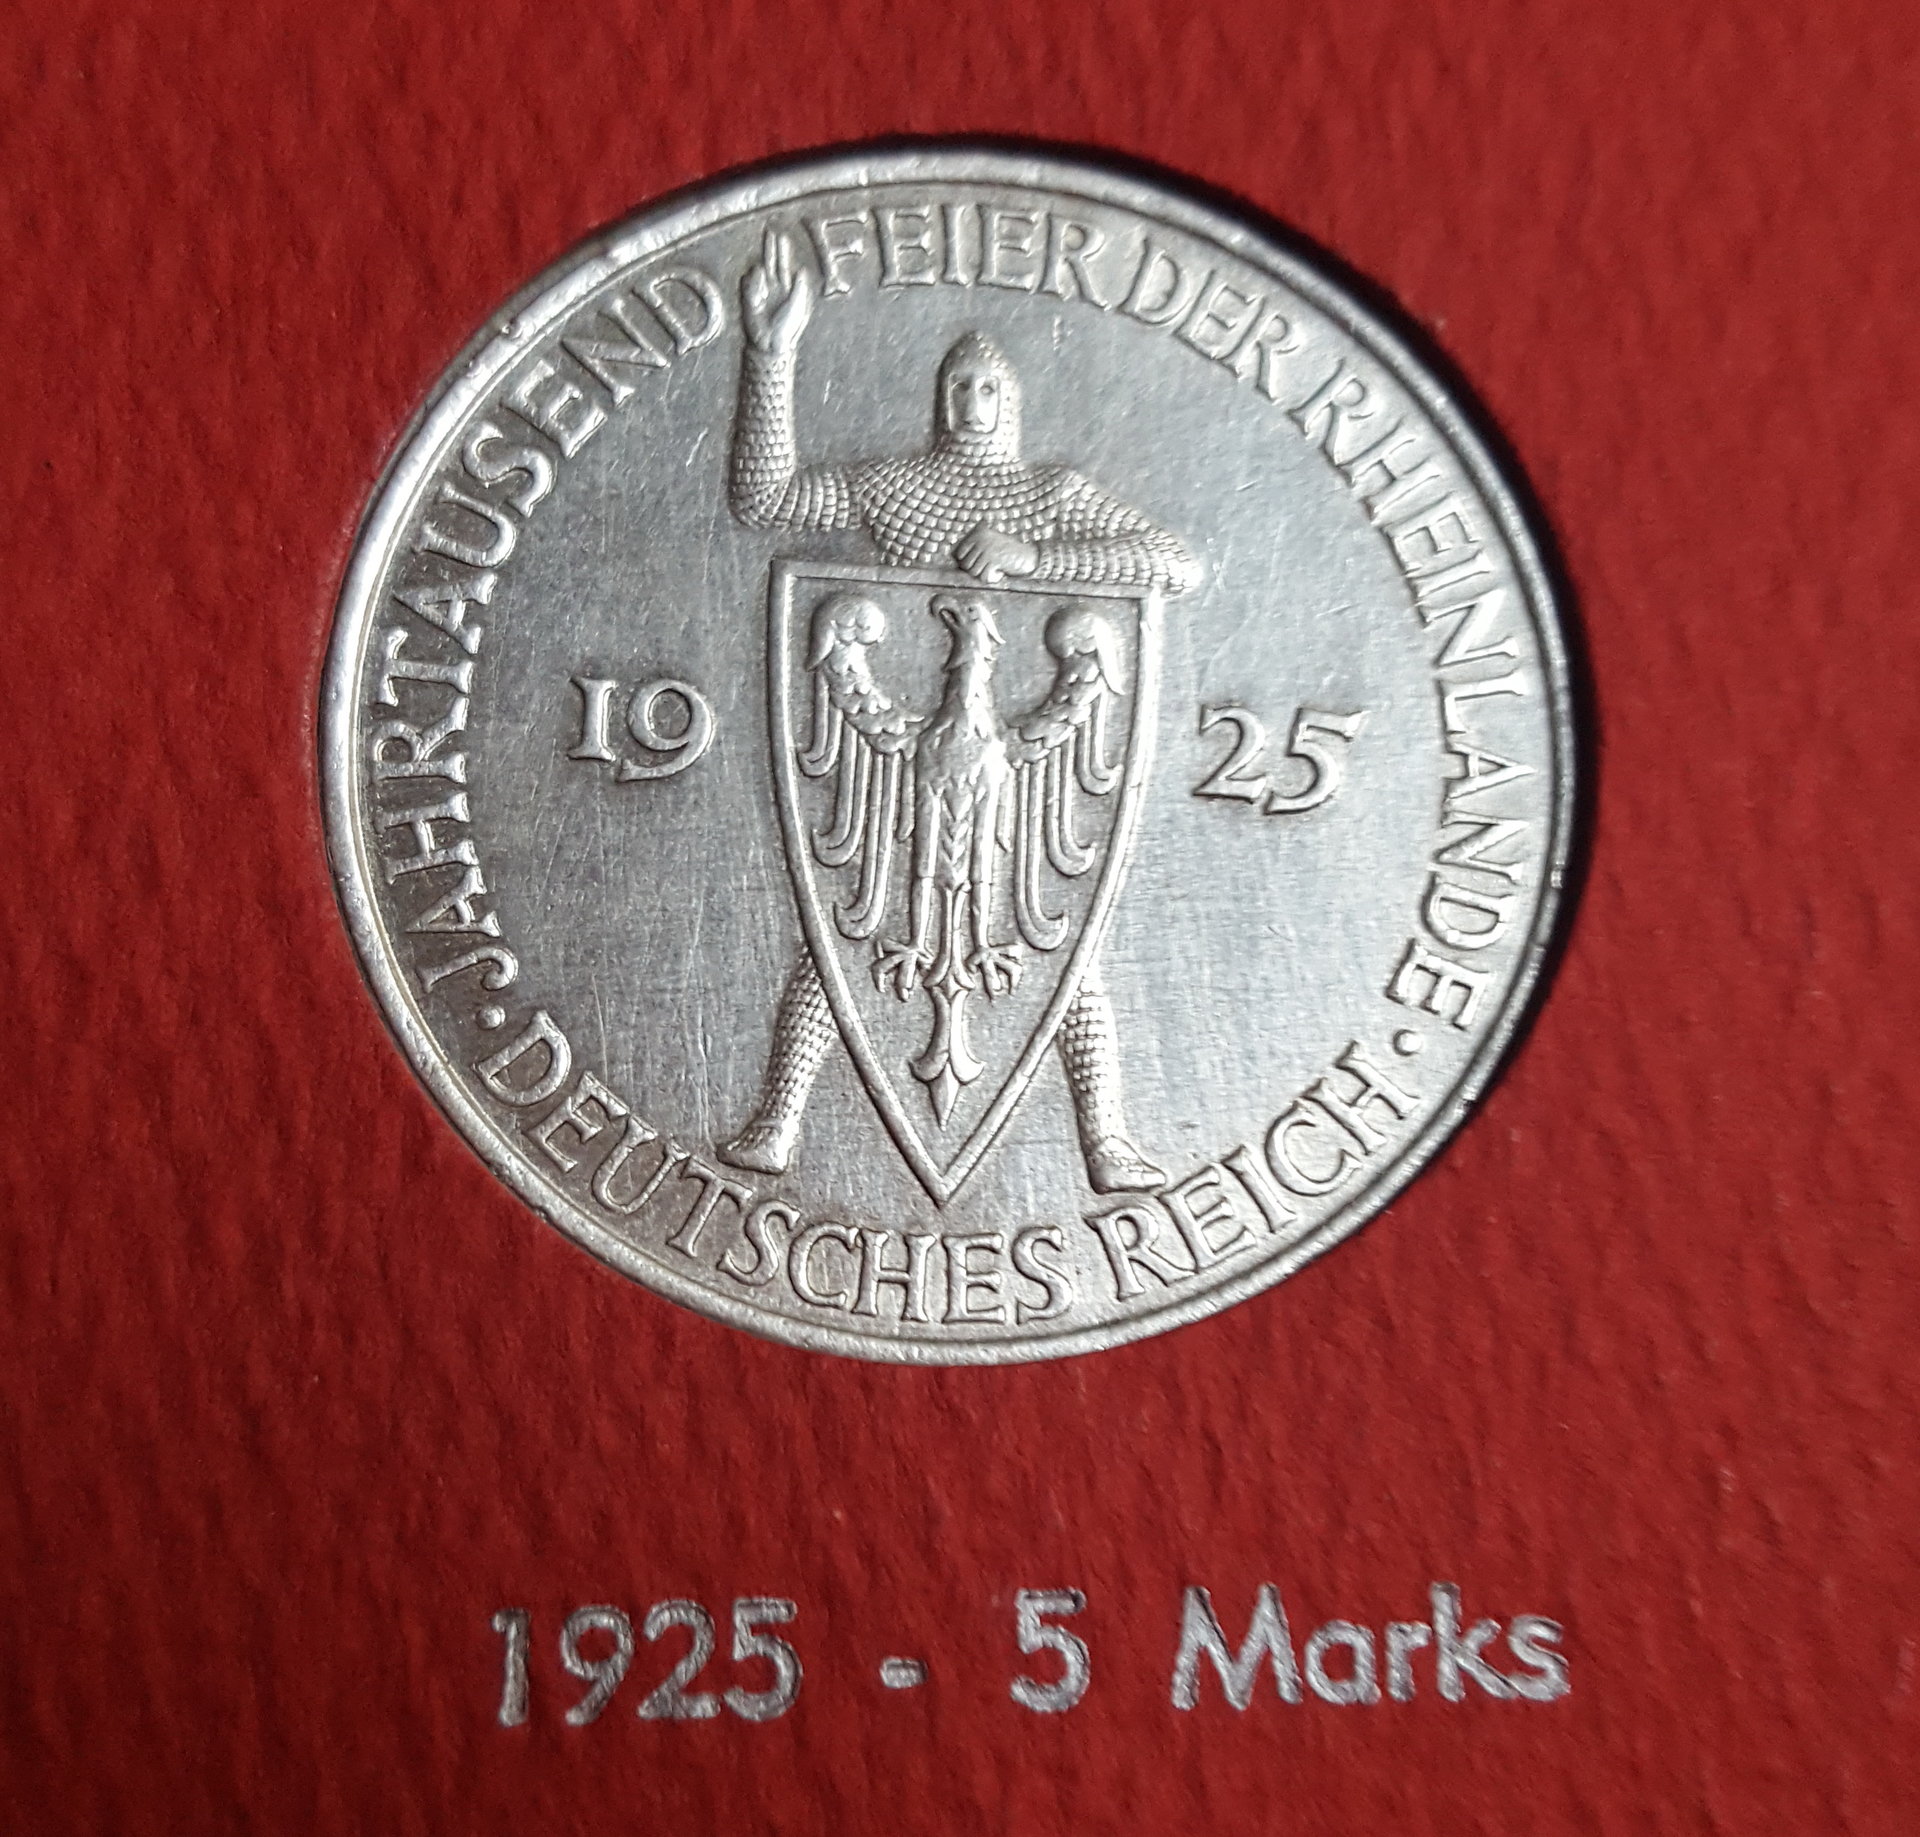 JAHRTAUSEND FEIER DER RHEINLANDE
· DEUTSCHES REICH ·
19 25
1925 - 5 Marks